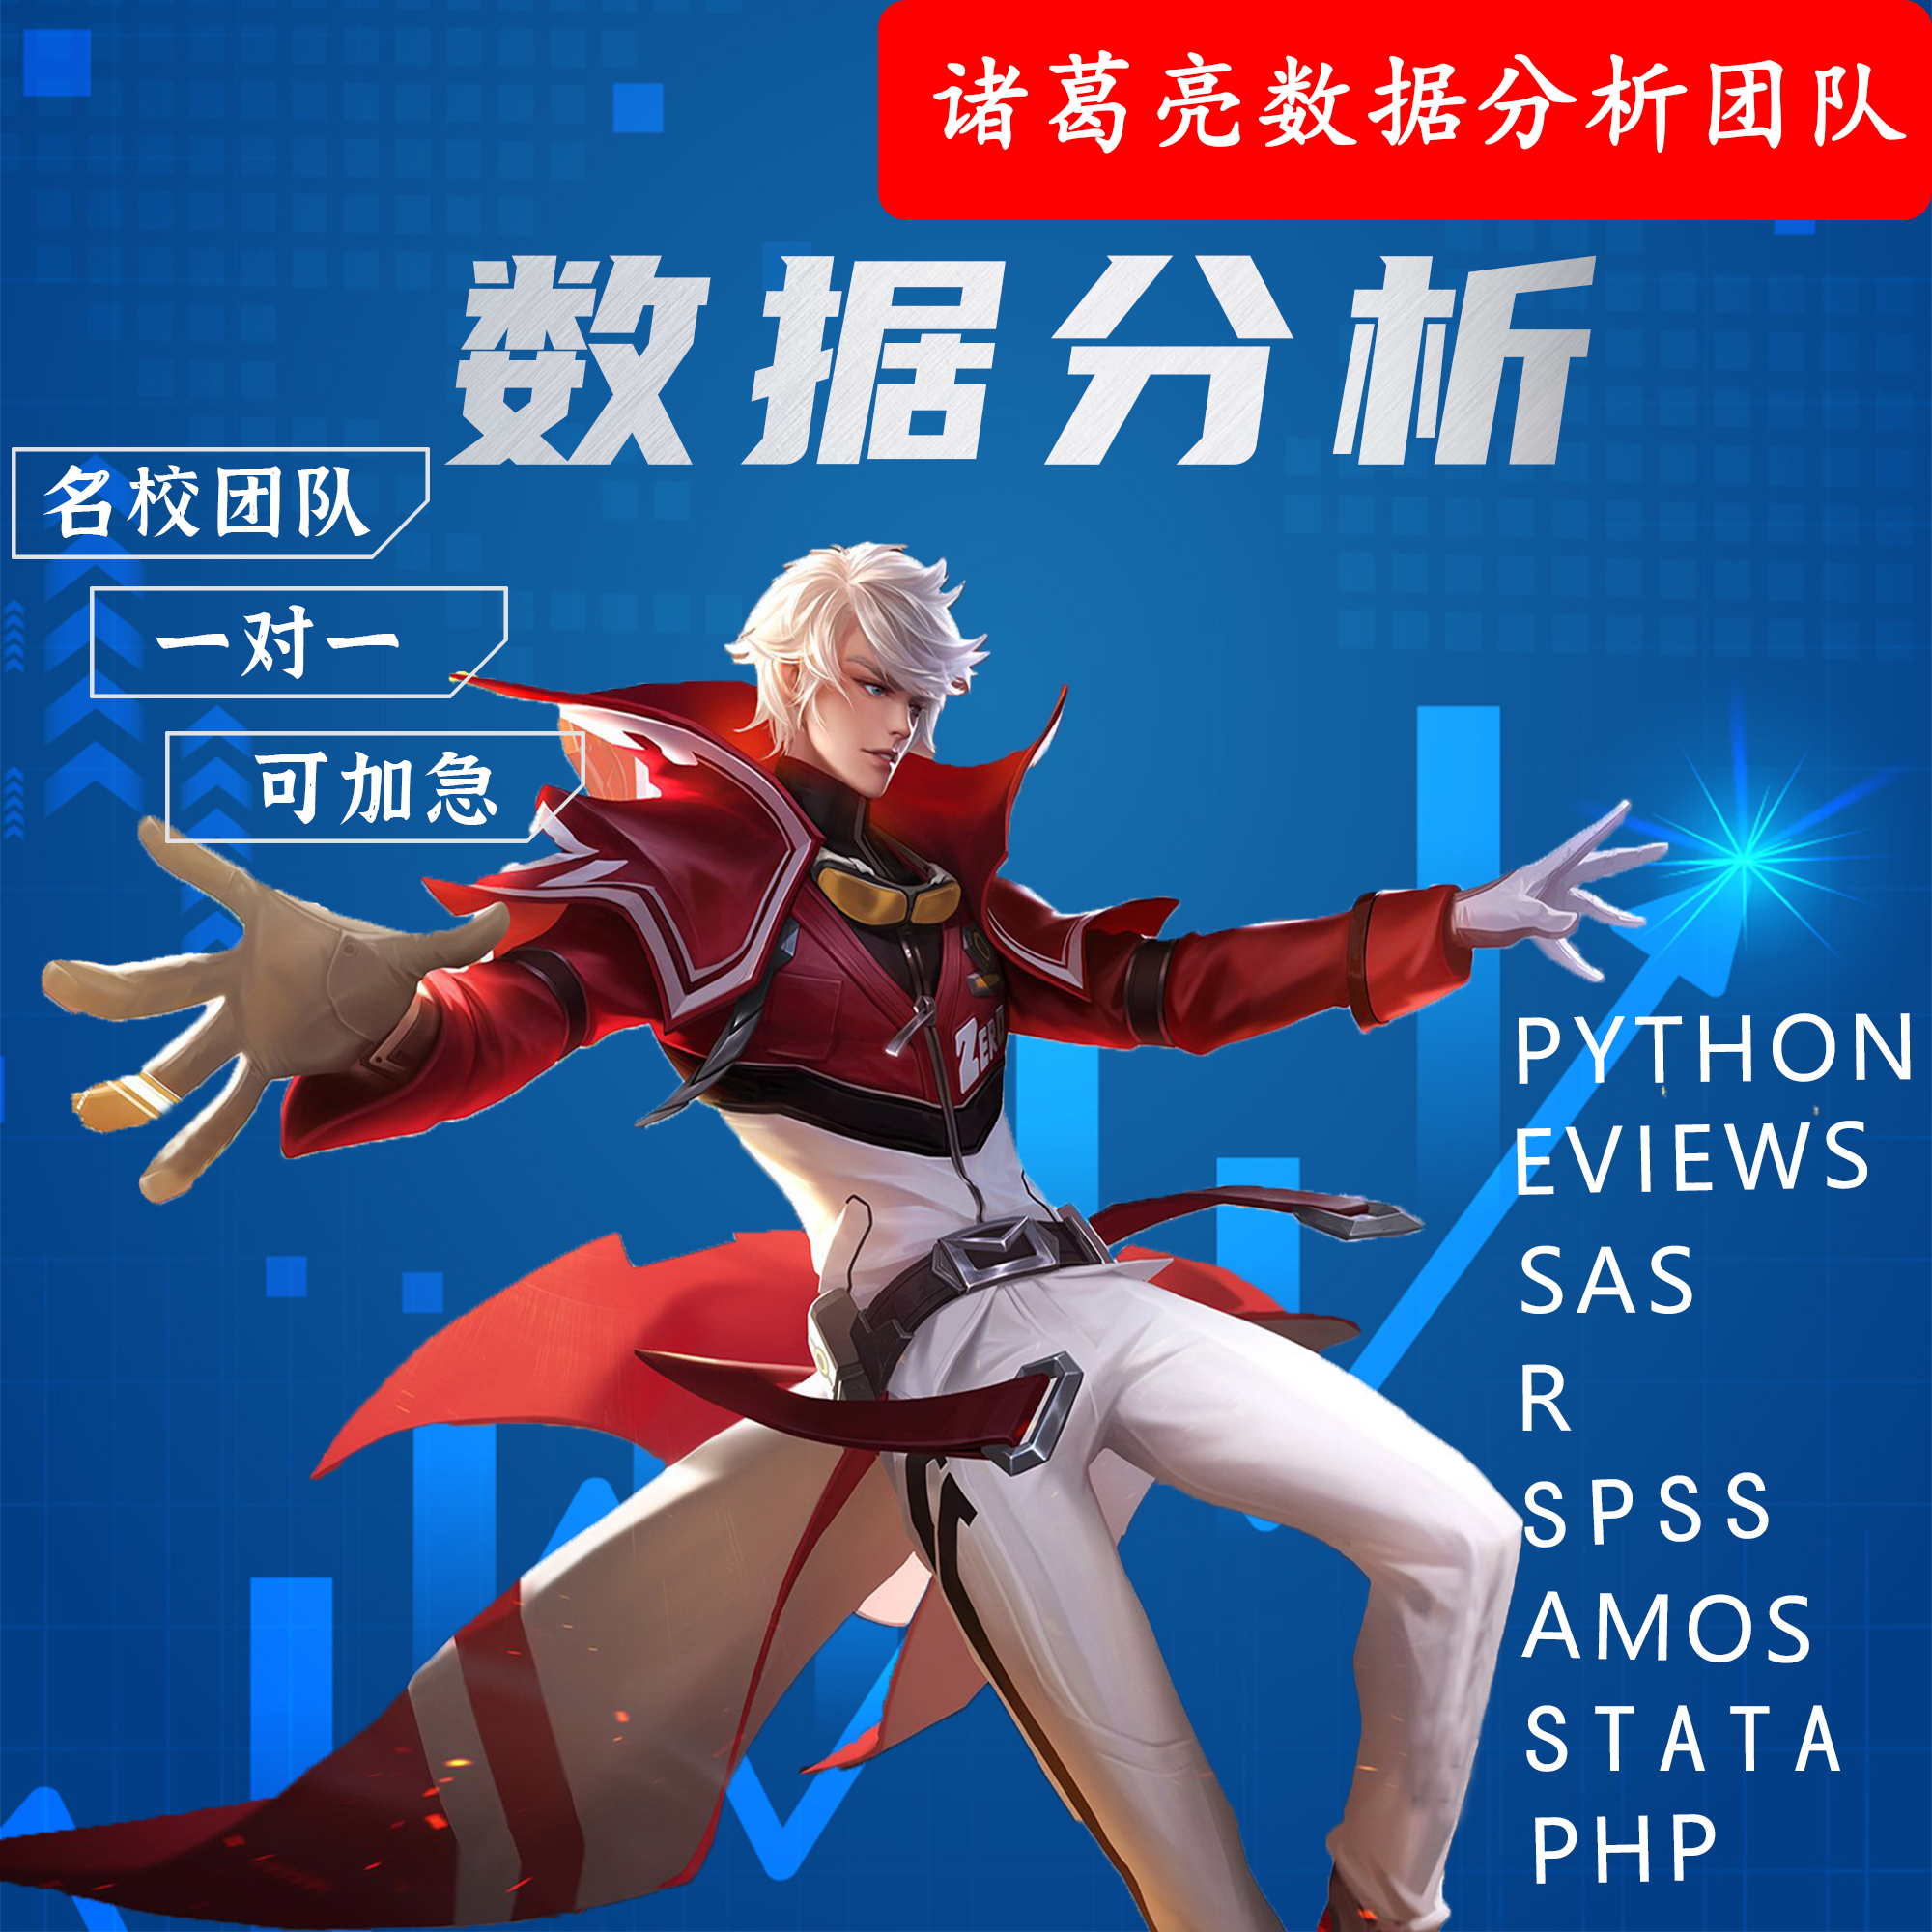 诸葛亮数据分析团队
数据分析
名校团队
一对一
可加急
ZERO
PYTHON
EVIEWS
SAS
R
SPSS
AMOS
STATA
PHP